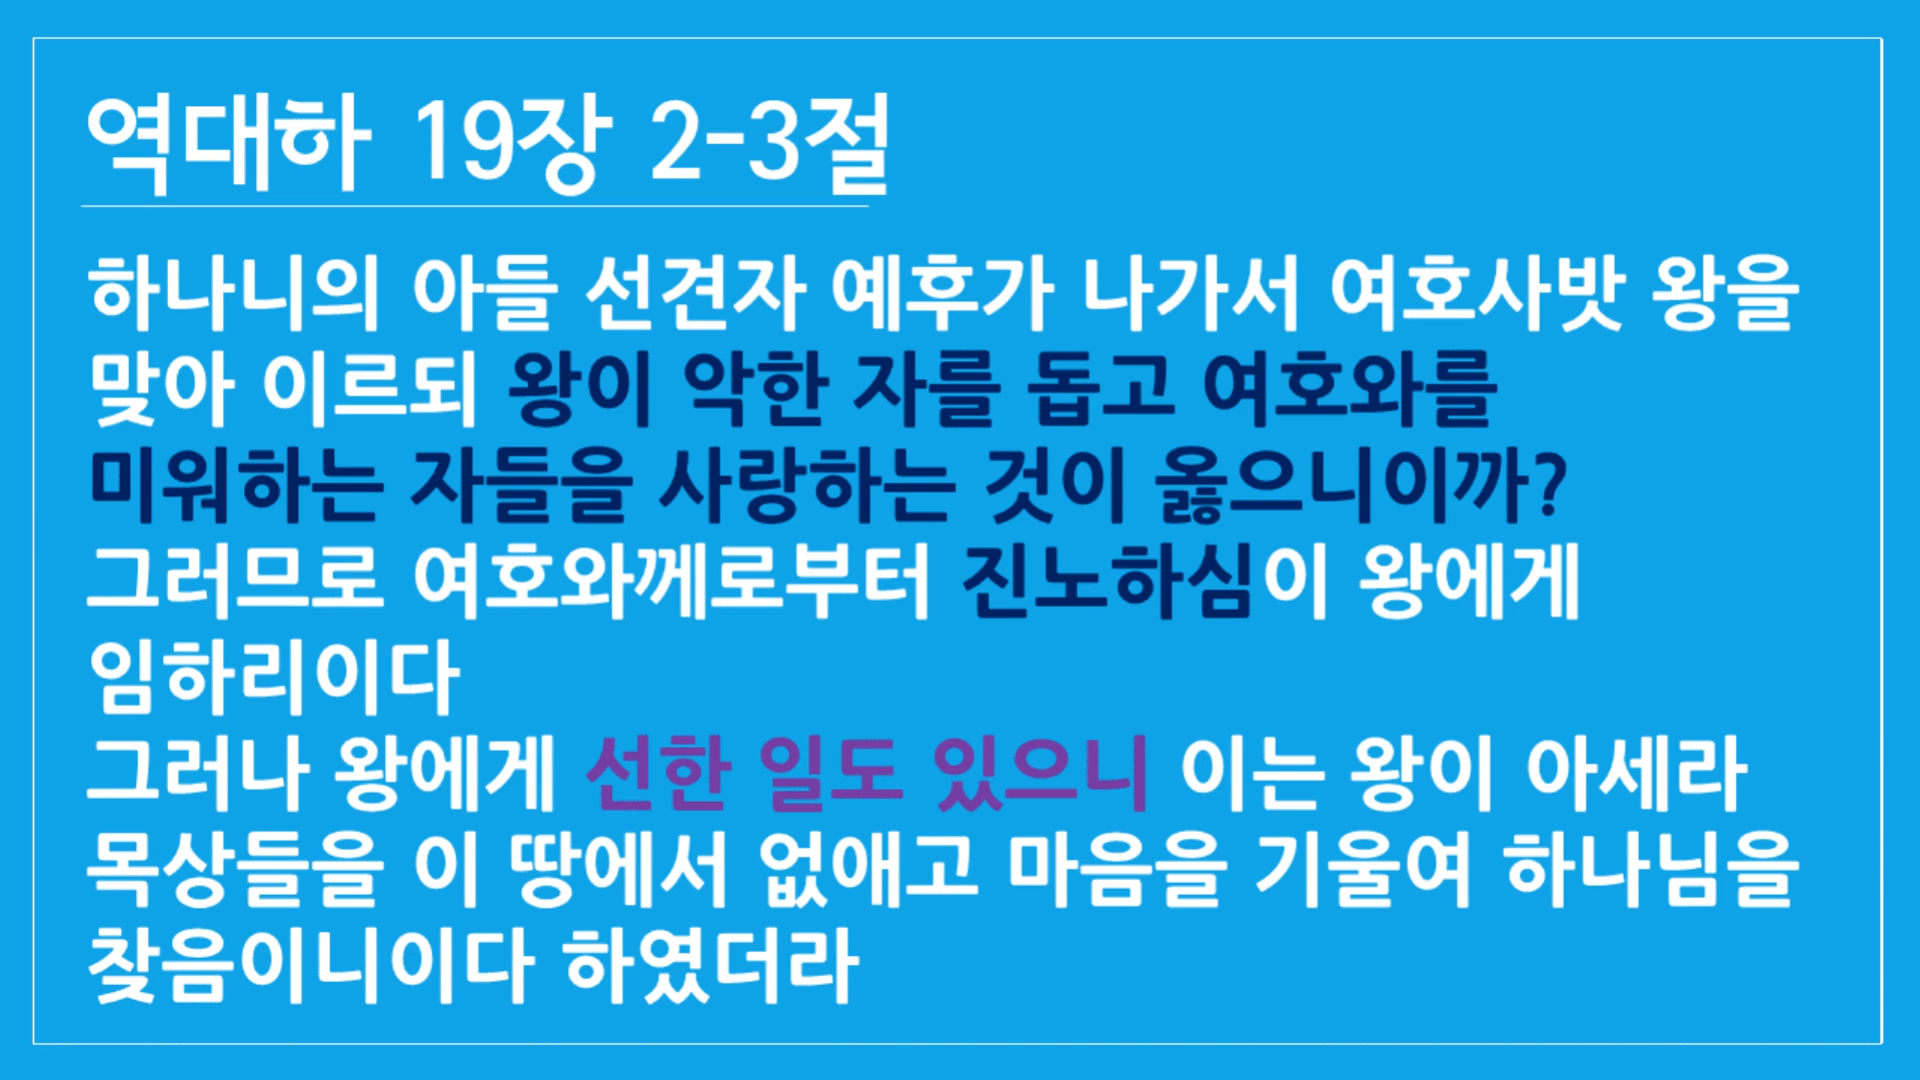 역대하 19장 2-3절
하나니의 아들 선견자 예후가 나가서 여호사밧 왕을
맞아 이르되 왕이 악한 자를 돕고 여호와를
미워하는 자들을 사랑하는 것이 옳으니이까?
그러므로 여호와께로부터 진노하심이 왕에게
임하리이다
그러나 왕에게 선한 일도 있으니 이는 왕이 아세라
목상들을 이 땅에서 없애고 마음을 기울여 하나님을
찾음이니이다 하였더라